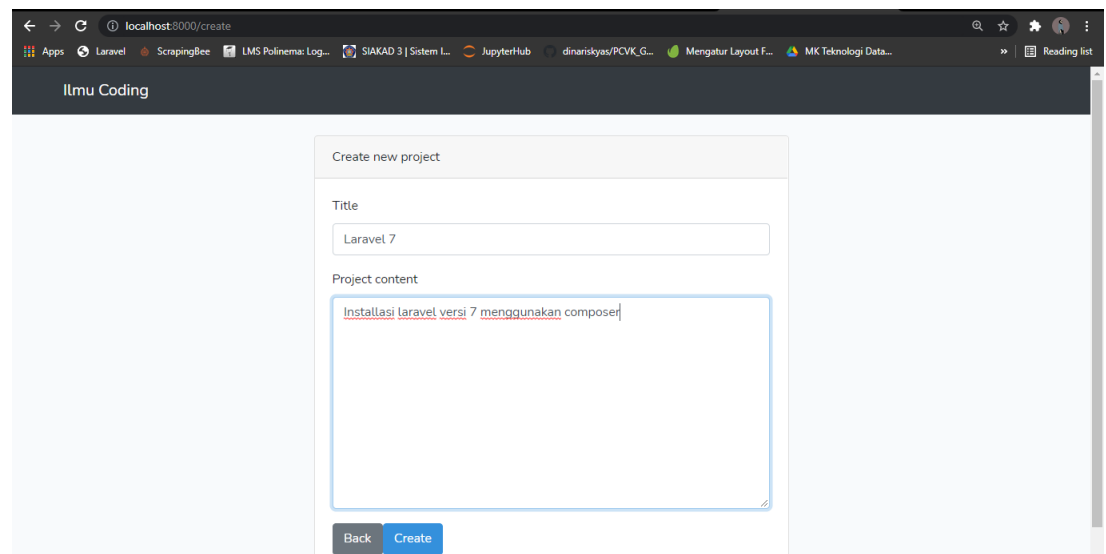 localhost:8000/create
Apps Laravel ScrapingBee LMS Polinema: Log... SIAKAD 3 | Sistem I... JupyterHub dinariskyas/PCVK_G... Mengatur Layout F... MK Teknologi Data... » Reading list
Ilmu Coding
Create new project
Title
Laravel 7
Project content
Installasi laravel versi 7 menggunakan composer
Back Create